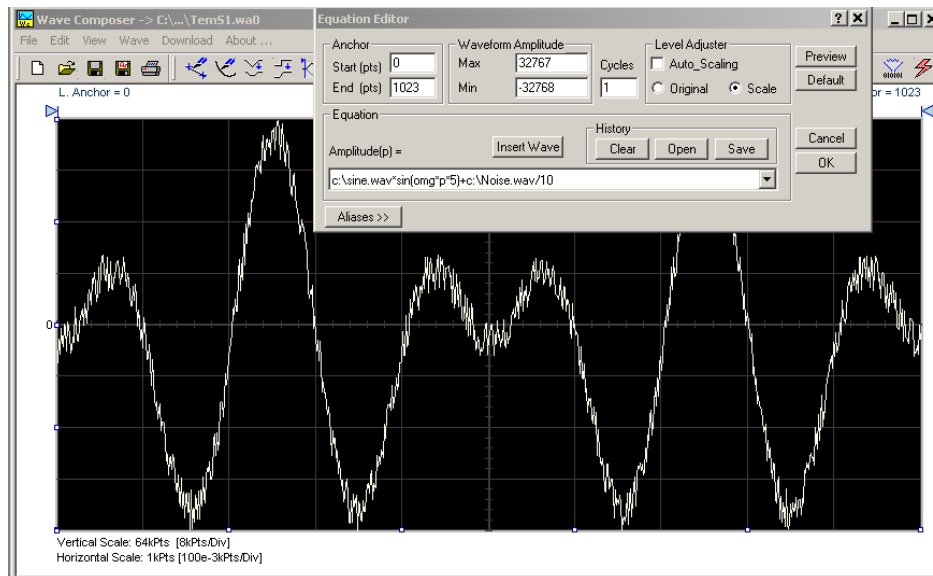 Wave Composer -> C:\...\TemS1.wa0
File Edit View Wave Download About ...
L. Anchor = 0
or = 1023
Equation Editor
Anchor
Start (pts) 0
End (pts) 1023
Waveform Amplitude
Max 32767
Min -32768
Cycles
1
Level Adjuster
Auto_Scaling
Original Scale
Preview
Default
Cancel
OK
Equation
Amplitude(p) =
Insert Wave
History
Clear Open Save
c:\sine.wav*sin(omg*p*5)+c:\Noise.wav/10
Aliases >>
0
Vertical Scale: 64kPts [8kPts/Div]
Horizontal Scale: 1kPts [100e-3kPts/Div]